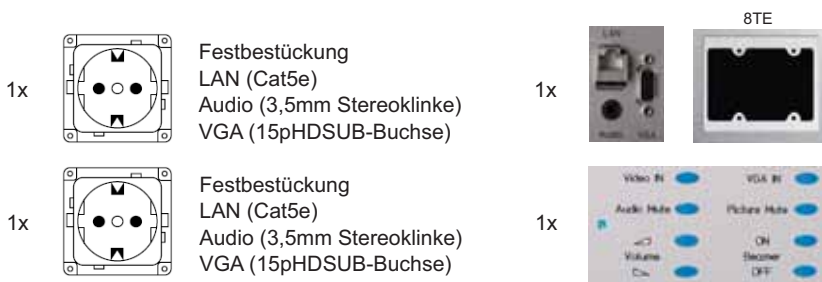 8TE
1x
Festbestückung
LAN (Cat5e)
Audio (3,5mm Stereoklinke)
VGA (15pHDSUB-Buchse)
1x
LAN
AUDIO VGA
1x
Festbestückung
LAN (Cat5e)
Audio (3,5mm Stereoklinke)
VGA (15pHDSUB-Buchse)
1x
Video IN VGA IN
Audio Mute Picture Mute
ON
Volume Beamer
OFF